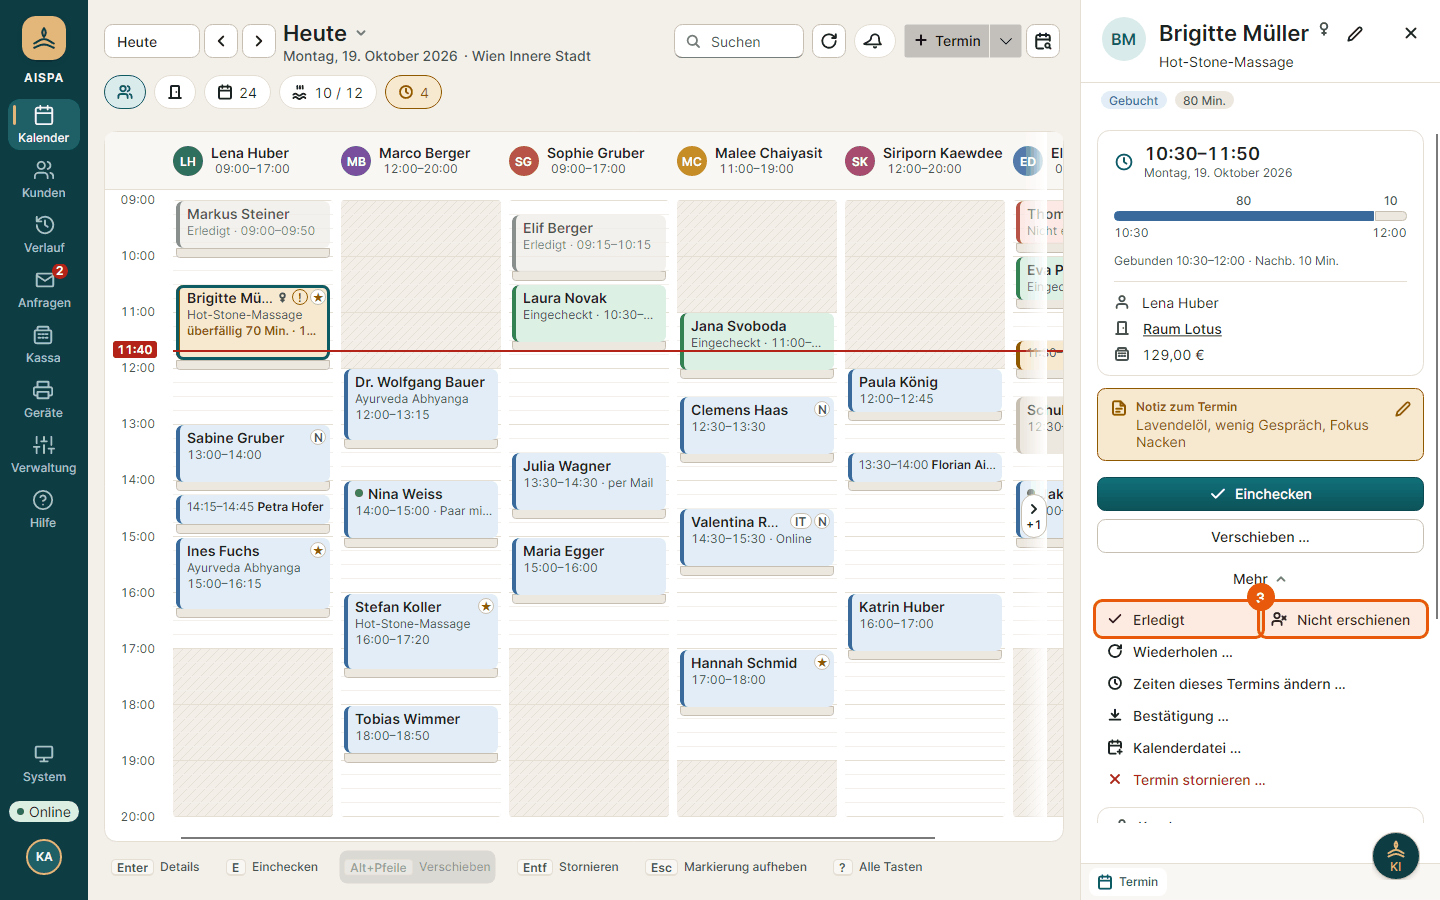 AISPA
Kalender
Kunden
Verlauf
Anfragen
2
Kassa
Geräte
Verwaltung
Hilfe
System
Online
KA
Heute
Heute
Montag, 19. Oktober 2026 · Wien Innere Stadt
Suchen
Termin
24
10 / 12
4
LH
Lena Huber
09:00–17:00
MB
Marco Berger
12:00–20:00
SG
Sophie Gruber
09:00–17:00
MC
Malee Chaiyasit
11:00–19:00
SK
Siriporn Kaewdee
12:00–20:00
ED
09:00
10:00
11:00
11:40
12:00
13:00
14:00
15:00
16:00
17:00
18:00
19:00
20:00
Markus Steiner
Erledigt · 09:00–09:50
Brigitte Mü...
Hot-Stone-Massage
überfällig 70 Min. · 1...
Sabine Gruber
N
13:00–14:00
14:15–14:45 Petra Hofer
Ines Fuchs
Ayurveda Abhyanga
15:00–16:15
Dr. Wolfgang Bauer
Ayurveda Abhyanga
12:00–13:15
Nina Weiss
14:00–15:00 · Paar mi...
Stefan Koller
Hot-Stone-Massage
16:00–17:20
Tobias Wimmer
18:00–18:50
Elif Berger
Erledigt · 09:15–10:15
Laura Novak
Eingecheckt · 10:30–...
Julia Wagner
13:30–14:30 · per Mail
Maria Egger
15:00–16:00
Jana Svoboda
Eingecheckt · 11:00–...
Clemens Haas
N
12:30–13:30
Valentina R...
IT
N
14:30–15:30 · Online
Hannah Schmid
17:00–18:00
Paula König
12:00–12:45
13:30–14:00 Florian Ai...
Katrin Huber
16:00–17:00
Thom
Nicht e
Eva P
Eingec
11:30
Schul
12:30-
+1
Enter Details
E Einchecken
Alt+Pfeile Verschieben
Entf Stornieren
Esc Markierung aufheben
? Alle Tasten
BM
Brigitte Müller
Hot-Stone-Massage
Gebucht
80 Min.
10:30–11:50
Montag, 19. Oktober 2026
80
10
10:30
12:00
Gebunden 10:30–12:00 · Nachb. 10 Min.
Lena Huber
Raum Lotus
129,00 €
Notiz zum Termin
Lavendelöl, wenig Gespräch, Fokus
Nacken
Einchecken
Verschieben ...
Mehr
3
Erledigt
Nicht erschienen
Wiederholen ...
Zeiten dieses Termins ändern ...
Bestätigung ...
Kalenderdatei ...
Termin stornieren ...
KI
Termin